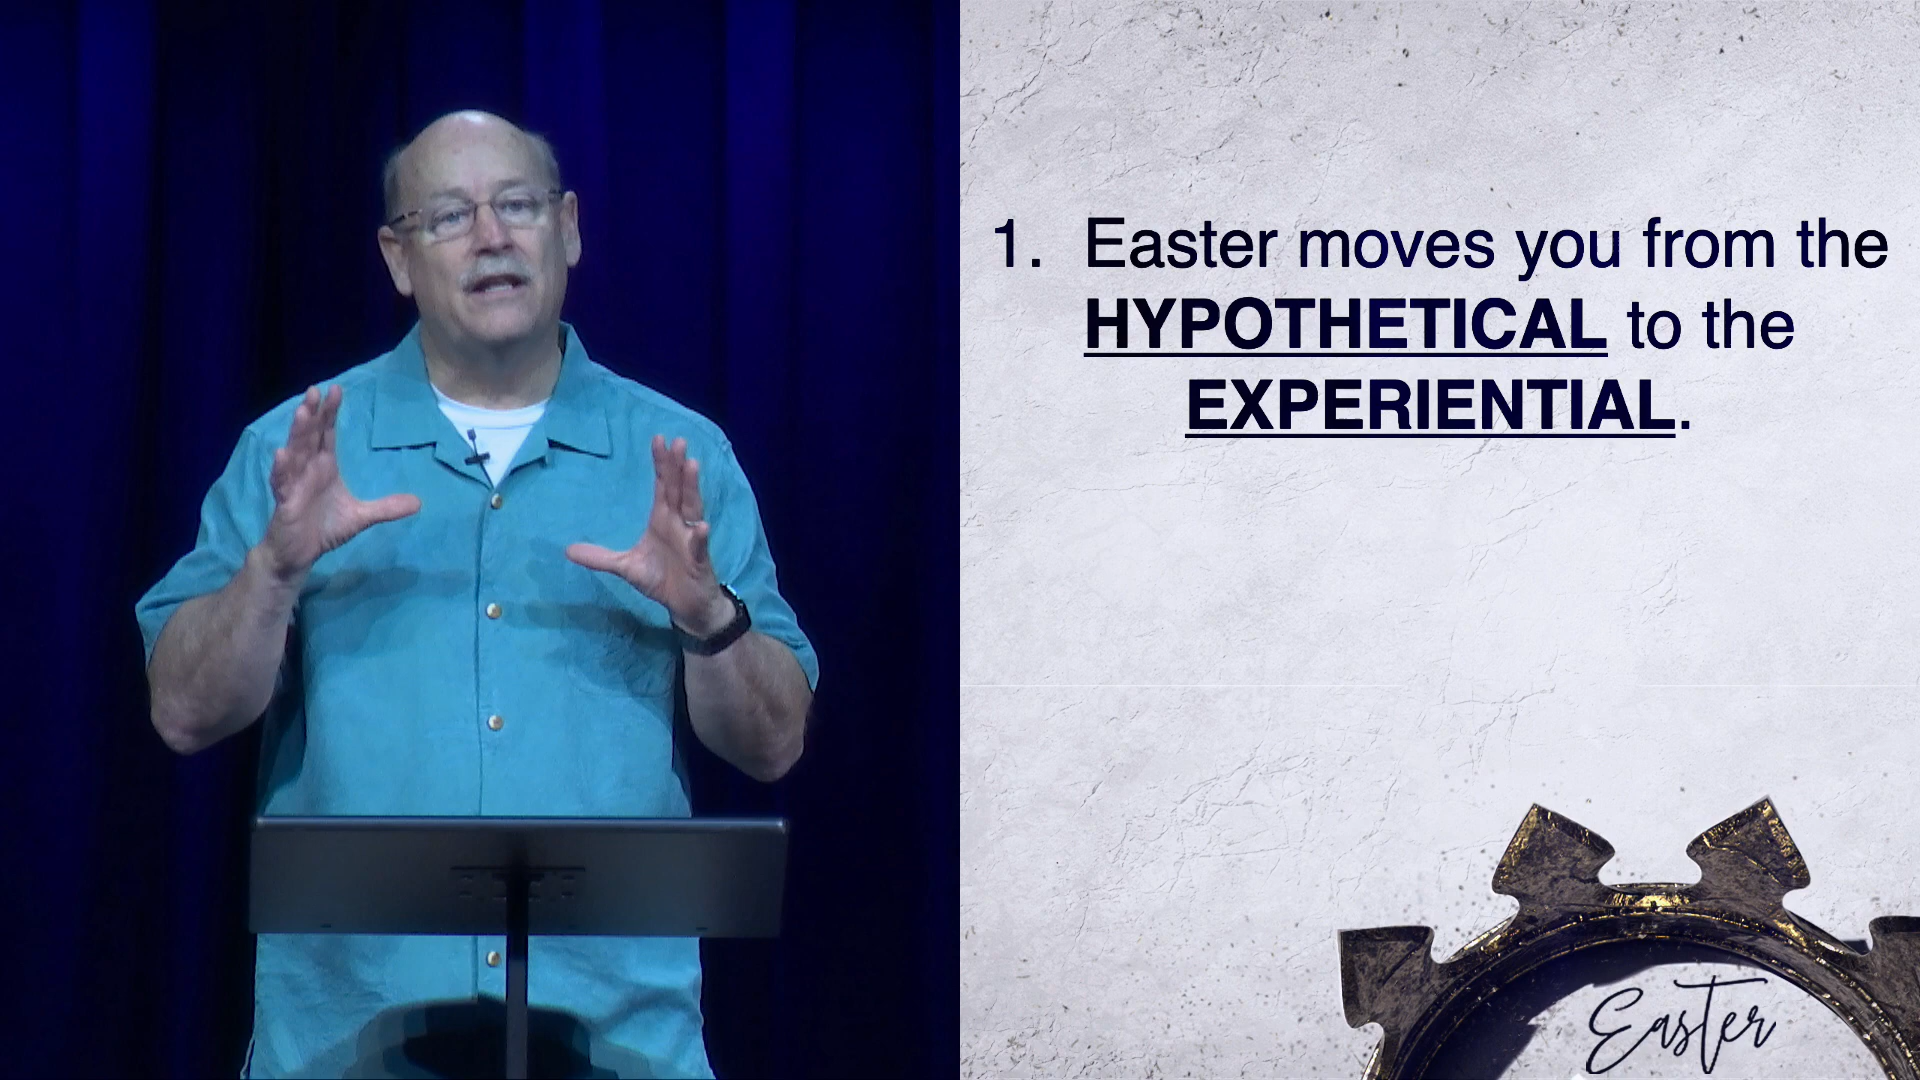 1. Easter moves you from the
HYPOTHETICAL to the
EXPERIENTIAL.
Easter